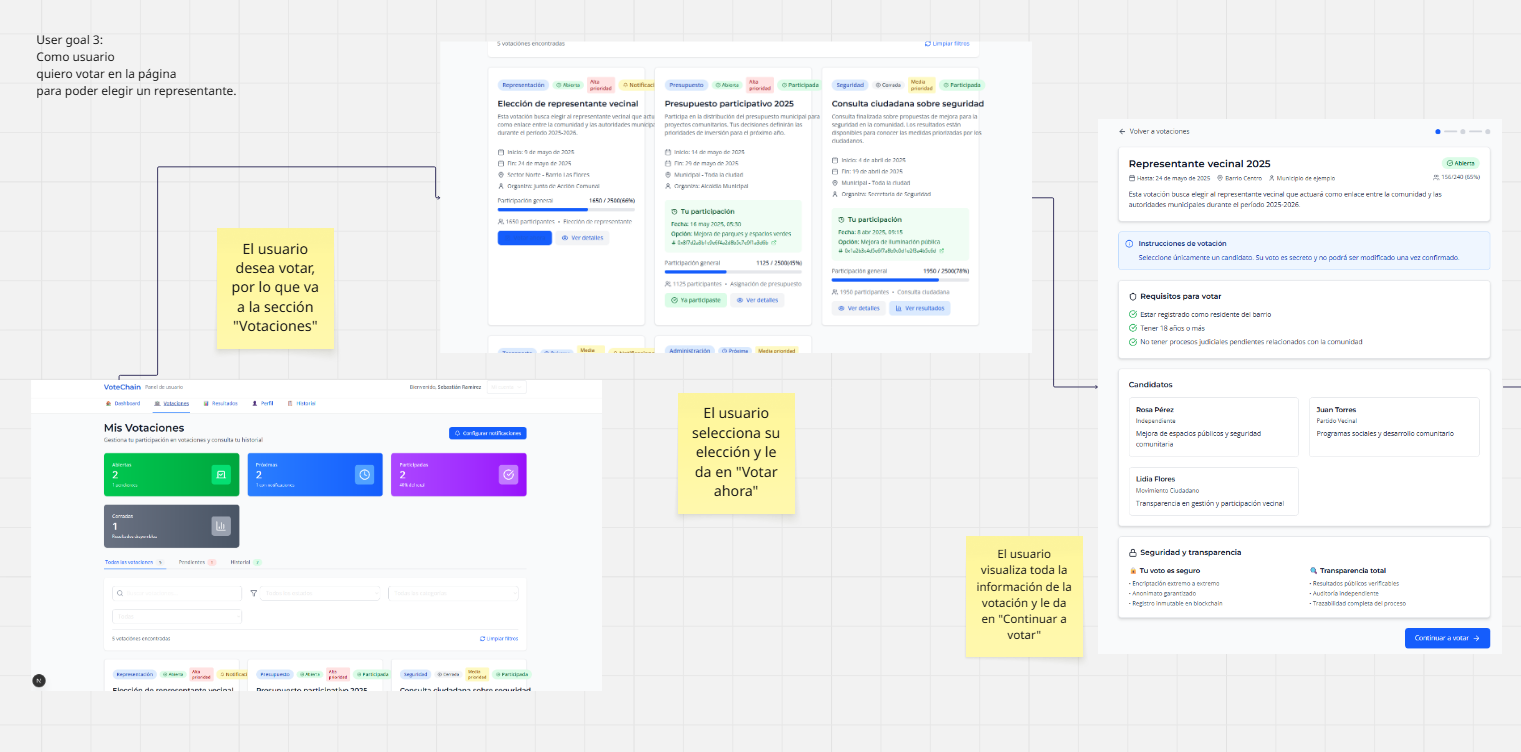 User goal 3:
Como usuario
quiero votar en la página
para poder elegir un representante.
El usuario
desea votar,
por lo que va
a la sección
"Votaciones"
VoteChain Panel de usuario
Bienvenido, Sebastián Ramírez
Dashboard Votaciones Resultados Perfil Historial
Mis Votaciones
Gestiona tu participación en votaciones y consulta tu historial
Configurar notificaciones
Abiertas
2
1 pendientes
Próximas
2
1 con notificaciones
Participadas
2
40% del total
Cerradas
1
Resultados disponibles
Todas las votaciones 5 Pendientes Historial
5 votaciones encontradas
Limpiar filtros
Representación Abierta Alta prioridad Notificaci
Presupuesto Abierta Alta prioridad Participada
Seguridad Cerrada Media prioridad Participada
Elección de representante vecinal
Presupuesto participativo 2025
Consulta ciudadana sobre seguridad
5 votaciones encontradas
Limpiar filtros
Representación Abierta Alta prioridad Notificaci
Elección de representante vecinal
Esta votación busca elegir al representante vecinal que actu
como enlace entre la comunidad y las autoridades municipa
durante el período 2025-2026.
Inicio: 9 de mayo de 2025
Fin: 24 de mayo de 2025
Sector Norte - Barrio Las Flores
Organiza: Junta de Acción Comunal
Participación general 1650 / 2500(66%)
1650 participantes • Elección de representante
Ver detalles
Presupuesto Abierta Alta prioridad Participada
Presupuesto participativo 2025
Participa en la distribución del presupuesto municipal para
proyectos comunitarios. Tus decisiones definirán las
prioridades de inversión para el próximo año.
Inicio: 14 de mayo de 2025
Fin: 29 de mayo de 2025
Municipal - Toda la ciudad
Organiza: Alcaldía Municipal
Tu participación
Fecha: 16 may 2025, 05:30
Opción: Mejora de parques y espacios verdes
Participación general 1125 / 2500(45%)
1125 participantes • Asignación de presupuesto
Ya participaste Ver detalles
Seguridad Cerrada Media prioridad Participada
Consulta ciudadana sobre seguridad
Consulta finalizada sobre propuestas de mejora para la
seguridad en la comunidad. Los resultados están
disponibles para conocer las medidas priorizadas por los
ciudadanos.
Inicio: 4 de abril de 2025
Fin: 19 de abril de 2025
Municipal - Toda la ciudad
Organiza: Secretaría de Seguridad
Tu participación
Fecha: 8 abr 2025, 09:15
Opción: Mejora de iluminación pública
Participación general 1950 / 2500(78%)
1950 participantes • Consulta ciudadana
Ver detalles Ver resultados
Media
Administración Próxima Media prioridad
El usuario
selecciona su
elección y le
da en "Votar
ahora"
El usuario
visualiza toda la
información de la
votación y le da
en "Continuar a
votar"
Volver a votaciones
Representante vecinal 2025
Abierta
Hasta: 24 de mayo de 2025 Barrio Centro Municipio de ejemplo
156/240 (65%)
Esta votación busca elegir al representante vecinal que actuará como enlace entre la comunidad y las
autoridades municipales durante el período 2025-2026.
Instrucciones de votación
Seleccione únicamente un candidato. Su voto es secreto y no podrá ser modificado una vez confirmado.
Requisitos para votar
Estar registrado como residente del barrio
Tener 18 años o más
No tener procesos judiciales pendientes relacionados con la comunidad
Candidatos
Rosa Pérez
Independiente
Mejora de espacios públicos y seguridad
comunitaria
Juan Torres
Partido Vecinal
Programas sociales y desarrollo comunitario
Lidia Flores
Movimiento Ciudadano
Transparencia en gestión y participación vecinal
Seguridad y transparencia
Tu voto es seguro
• Encriptación extremo a extremo
• Anonimato garantizado
• Registro inmutable en blockchain
Transparencia total
• Resultados públicos verificables
• Auditoría independiente
• Trazabilidad completa del proceso
Continuar a votar →